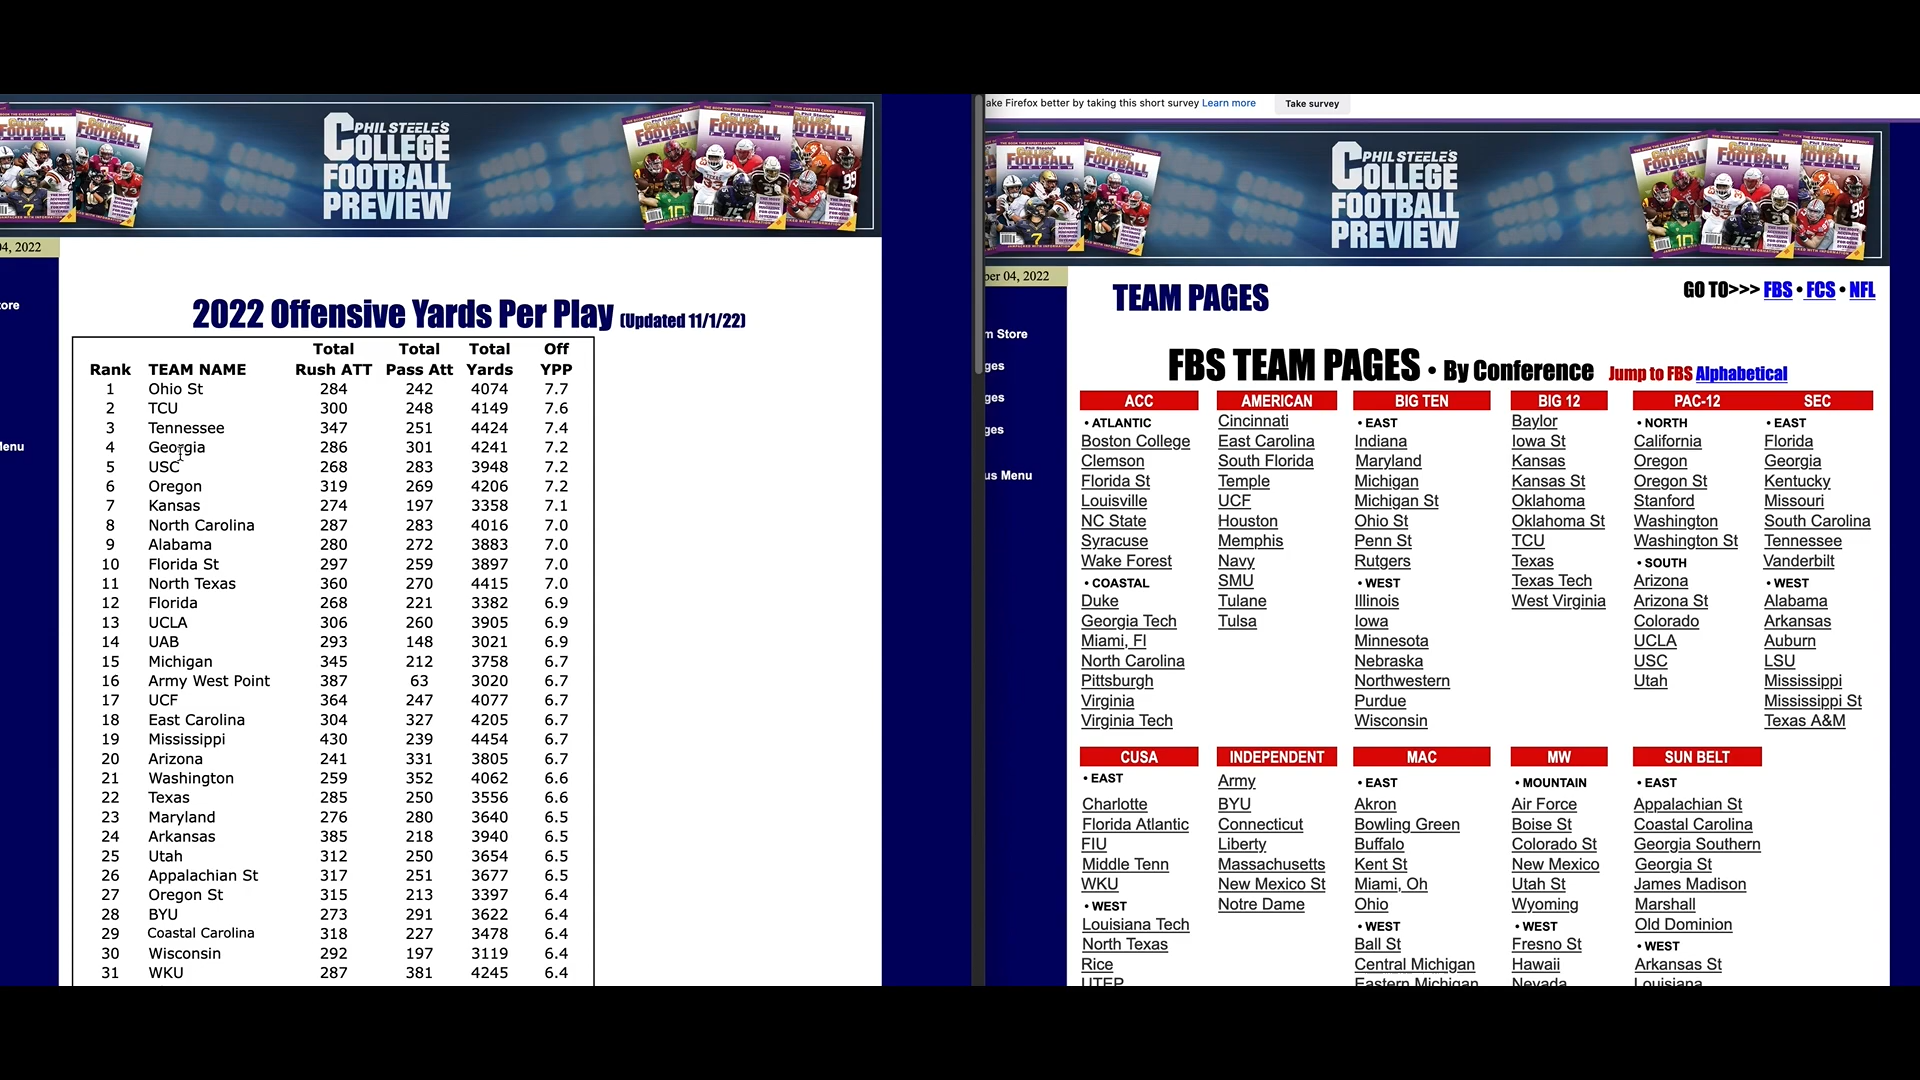 PHIL STEELE'S
COLLEGE
FOOTBALL
PREVIEW
04, 2022
ore
enu
2022 Offensive Yards Per Play (Updated 11/1/22)
Total Total Total Off
Rank TEAM NAME Rush ATT Pass Att Yards YPP
1 Ohio St 284 242 4074 7.7
2 TCU 300 248 4149 7.6
3 Tennessee 347 251 4424 7.4
4 Georgia 286 301 4241 7.2
5 USC 268 283 3948 7.2
6 Oregon 319 269 4206 7.2
7 Kansas 274 197 3358 7.1
8 North Carolina 287 283 4016 7.0
9 Alabama 280 272 3883 7.0
10 Florida St 297 259 3897 7.0
11 North Texas 360 270 4415 7.0
12 Florida 268 221 3382 6.9
13 UCLA 306 260 3905 6.9
14 UAB 293 148 3021 6.9
15 Michigan 345 212 3758 6.7
16 Army West Point 387 63 3020 6.7
17 UCF 364 247 4077 6.7
18 East Carolina 304 327 4205 6.7
19 Mississippi 430 239 4454 6.7
20 Arizona 241 331 3805 6.7
21 Washington 259 352 4062 6.6
22 Texas 285 250 3556 6.6
23 Maryland 276 280 3640 6.5
24 Arkansas 385 218 3940 6.5
25 Utah 312 250 3654 6.5
26 Appalachian St 317 251 3677 6.5
27 Oregon St 315 213 3397 6.4
28 BYU 273 291 3622 6.4
29 Coastal Carolina 318 227 3478 6.4
30 Wisconsin 292 197 3119 6.4
31 WKU 287 381 4245 6.4
ake Firefox better by taking this short survey Learn more Take survey
PHIL STEELE'S
COLLEGE
FOOTBALL
PREVIEW
ber 04, 2022
m Store
ges
ges
ges
us Menu
TEAM PAGES
GO TO>>> FBS • FCS • NFL
FBS TEAM PAGES • By Conference Jump to FBS Alphabetical
ACC
• ATLANTIC
Boston College
Clemson
Florida St
Louisville
NC State
Syracuse
Wake Forest
• COASTAL
Duke
Georgia Tech
Miami, Fl
North Carolina
Pittsburgh
Virginia
Virginia Tech
AMERICAN
Cincinnati
East Carolina
South Florida
Temple
UCF
Houston
Memphis
Navy
SMU
Tulane
Tulsa
BIG TEN
• EAST
Indiana
Maryland
Michigan
Michigan St
Ohio St
Penn St
Rutgers
• WEST
Illinois
Iowa
Minnesota
Nebraska
Northwestern
Purdue
Wisconsin
BIG 12
Baylor
Iowa St
Kansas
Kansas St
Oklahoma
Oklahoma St
TCU
Texas
Texas Tech
West Virginia
PAC-12
• NORTH
California
Oregon
Oregon St
Stanford
Washington
Washington St
• SOUTH
Arizona
Arizona St
Colorado
UCLA
USC
Utah
SEC
• EAST
Florida
Georgia
Kentucky
Missouri
South Carolina
Tennessee
Vanderbilt
• WEST
Alabama
Arkansas
Auburn
LSU
Mississippi
Mississippi St
Texas A&M
CUSA
• EAST
Charlotte
Florida Atlantic
FIU
Middle Tenn
WKU
• WEST
Louisiana Tech
North Texas
Rice
UTEP
INDEPENDENT
Army
BYU
Connecticut
Liberty
Massachusetts
New Mexico St
Notre Dame
MAC
• EAST
Akron
Bowling Green
Buffalo
Kent St
Miami, Oh
Ohio
• WEST
Ball St
Central Michigan
Eastern Michigan
MW
• MOUNTAIN
Air Force
Boise St
Colorado St
New Mexico
Utah St
Wyoming
• WEST
Fresno St
Hawaii
Nevada
SUN BELT
• EAST
Appalachian St
Coastal Carolina
Georgia Southern
Georgia St
James Madison
Marshall
Old Dominion
• WEST
Arkansas St
Louisiana